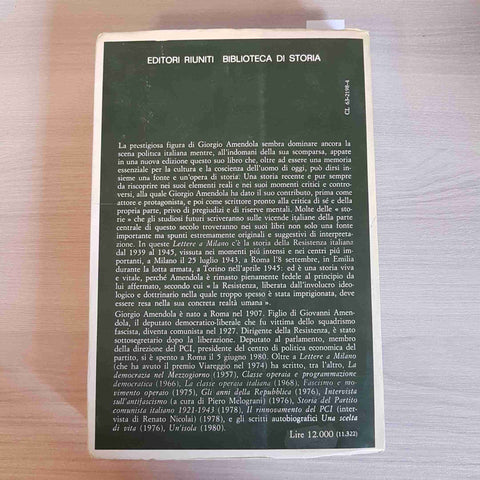 EDITORI RIUNITI BIBLIOTECA DI STORIA
CL 63-2198-4
La prestigiosa figura di Giorgio Amendola sembra dominare ancora la
scena politica italiana mentre, all'indomani della sua scomparsa, appare
in una nuova edizione questo suo libro che, oltre ad essere una memoria
essenziale per la cultura e la coscienza dell'uomo di oggi, può dirsi in-
sieme una fonte e un'opera di storia. Una storia recente e pur sempre
da riscoprire nei suoi elementi reali e nei suoi momenti critici e contro-
versi, alla quale Giorgio Amendola ha dato il suo contributo, prima come
attore e protagonista, e poi come scrittore pronto alla critica di sé e della
propria parte, privo di pregiudizi e di riserve mentali. Molte delle « sto-
rie » che gli studiosi futuri scriveranno sulle vicende italiane della parte
centrale di questo secolo troveranno nei suoi libri non solo una fonte
importante ma spunti estremamente originali e suggestivi di interpreta-
zione. In queste Lettere a Milano c'è la storia della Resistenza italiana
dal 1939 al 1945, vissuta nei momenti più intensi e nei centri più im-
portanti, a Milano il 25 luglio 1943, a Roma l'8 settembre, in Emilia
durante la lotta armata, a Torino nell'aprile 1945: ed è una storia viva
e vitale, perché Amendola è rimasto pienamente fedele al principio da
lui affermato, secondo cui « la Resistenza, liberata dall'involucro ideo-
logico e dottrinario nella quale troppo spesso è stata imprigionata, deve
essere resa nella sua concreta realtà umana ».
Giorgio Amendola è nato a Roma nel 1907. Figlio di Giovanni Amen-
dola, il deputato democratico-liberale che fu vittima dello squadrismo
fascista, diventa comunista nel 1927. Dirigente della Resistenza, è stato
sottosegretario dopo la liberazione. Deputato al parlamento, membro
della direzione del PCI, presidente del centro di politica economica del
partito, si è spento a Roma il 5 giugno 1980. Oltre a Lettere a Milano
(che ha avuto il premio Viareggio nel 1974) ha scritto, tra l'altro, La
democrazia nel Mezzogiorno (1957), Classe operaia e programmazione
democratica (1966), La classe operaia italiana (1968), Fascismo e mo-
vimento operaio (1975), Gli anni della Repubblica (1976), Intervista
sull'antifascismo (a cura di Piero Melograni) (1976), Storia del Partito
comunista italiano 1921-1943 (1978), Il rinnovamento del PCI (inter-
vista di Renato Nicolai) (1978), e gli scritti autobiografici Una scelta
di vita (1976), Un'isola (1980).
Lire 12.000 (11.322)